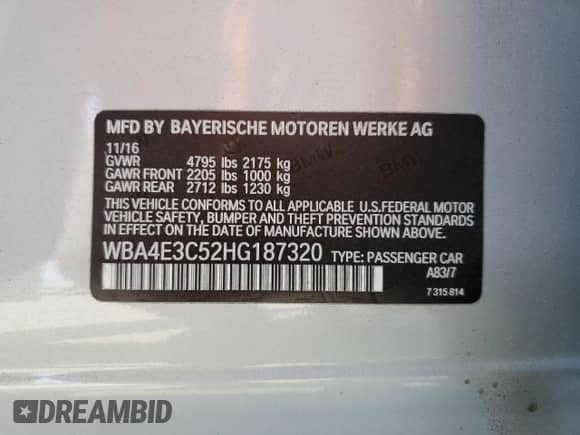 MFD BY BAYERISCHE MOTOREN WERKE AG
11/16
GVWR 4795 lbs 2175 kg
GAWR FRONT 2205 lbs 1000 kg
GAWR REAR 2712 lbs 1230 kg
THIS VEHICLE CONFORMS TO ALL APPLICABLE U.S.FEDERAL MOTOR
VEHICLE SAFETY, BUMPER AND THEFT PREVENTION STANDARDS
IN EFFECT ON THE DATE OF MANUFACTURE SHOWN ABOVE
WBA4E3C52HG187320 TYPE: PASSENGER CAR
A83/7
7 315 814
BMW
BMW
DREAMBID